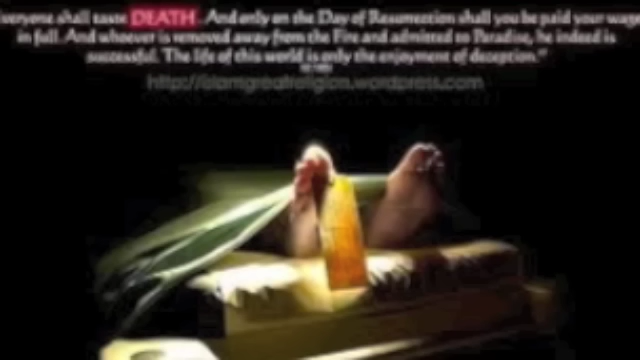 veryone shall taste DEATH . And only on the Day of Resurrection shall you be paid your wag
in full. And whoever is removed away from the Fire and admitted to Paradise, he indeed is
successful. The life of this world is only the enjoyment of deception."
http://islamgreatreligion.wordpress.com